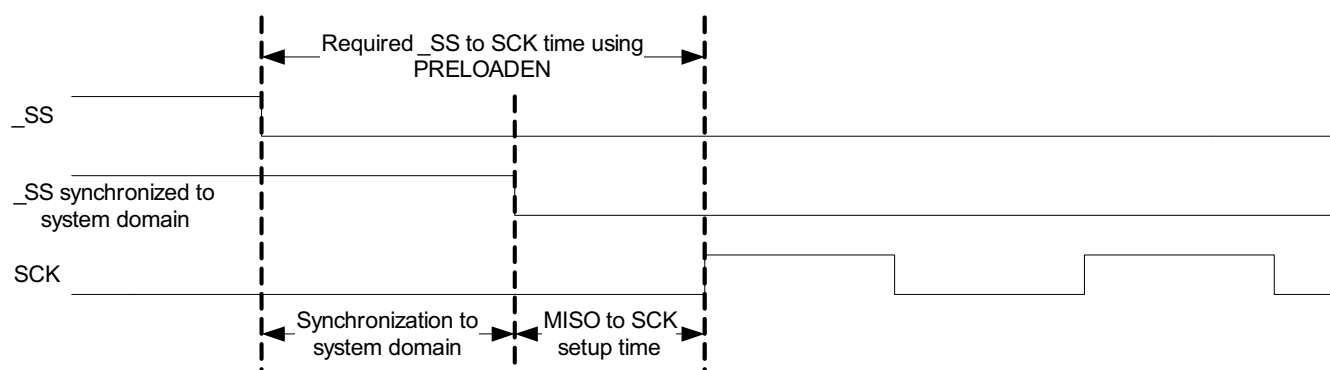 Required _SS to SCK time using
PRELOADEN
_SS
_SS synchronized to
system domain
SCK
Synchronization to
system domain
MISO to SCK
setup time